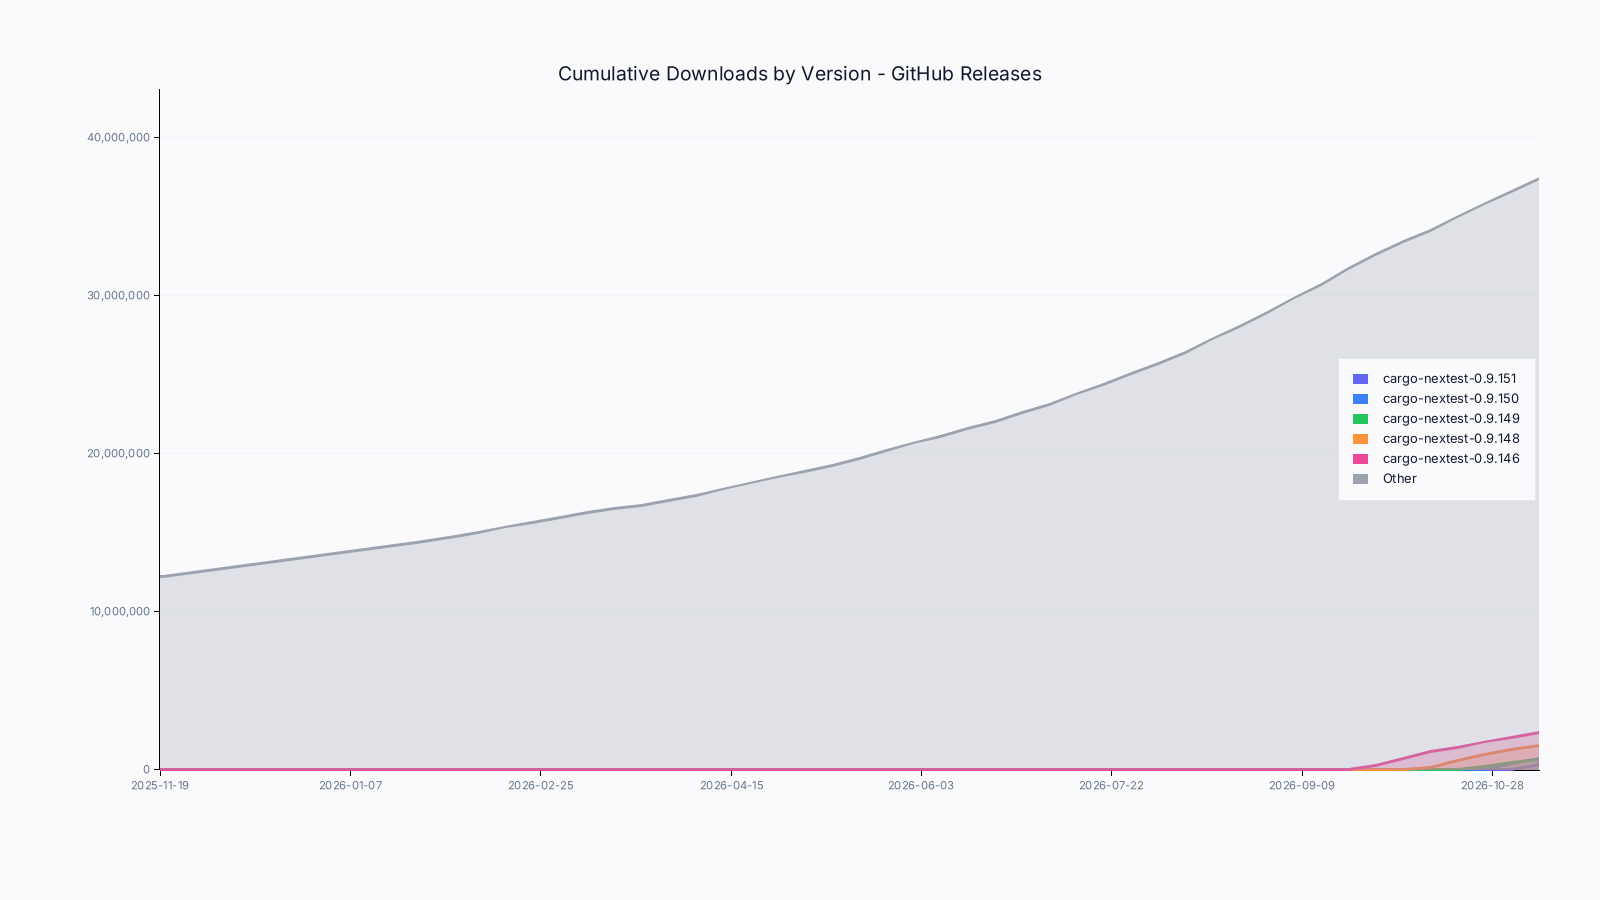 Cumulative Downloads by Version - GitHub Releases
40,000,000
30,000,000
20,000,000
10,000,000
0
cargo-nextest-0.9.151
cargo-nextest-0.9.150
cargo-nextest-0.9.149
cargo-nextest-0.9.148
cargo-nextest-0.9.146
Other
2025-11-19 2026-01-07 2026-02-25 2026-04-15 2026-06-03 2026-07-22 2026-09-09 2026-10-28